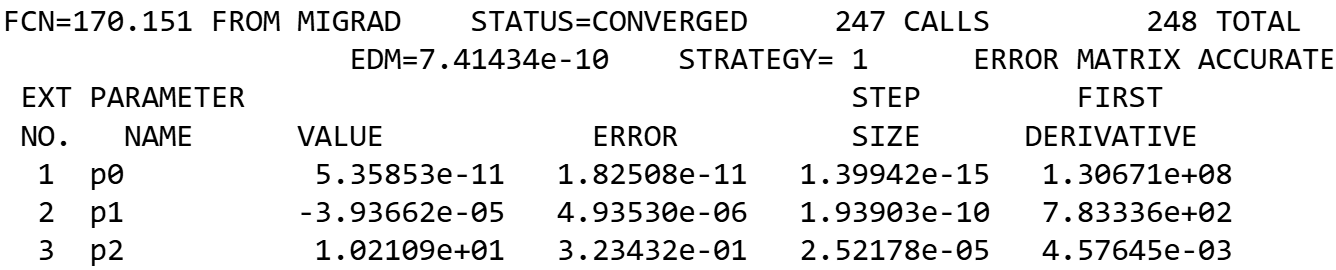 FCN=170.151 FROM MIGRAD    STATUS=CONVERGED     247 CALLS         248 TOTAL
                    EDM=7.41434e-10    STRATEGY= 1      ERROR MATRIX ACCURATE
 EXT PARAMETER                                   STEP         FIRST
 NO.   NAME      VALUE            ERROR          SIZE      DERIVATIVE
  1  p0           5.35853e-11   1.82508e-11   1.39942e-15   1.30671e+08
  2  p1          -3.93662e-05   4.93530e-06   1.93903e-10   7.83336e+02
  3  p2           1.02109e+01   3.23432e-01   2.52178e-05   4.57645e-03